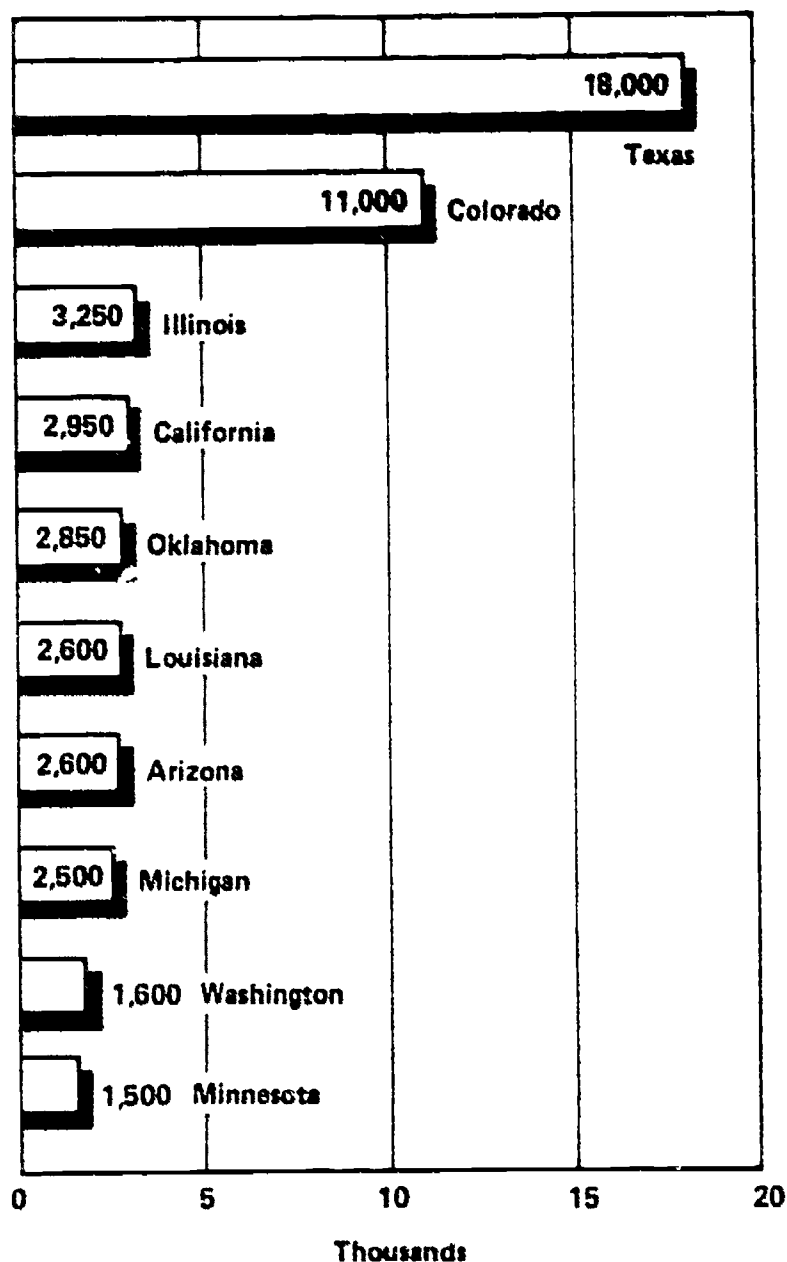 18,000
Texas
11,000 Colorado
3,250 Illinois
2,950 California
2,850 Oklahoma
2,600 Louisiana
2,600 Arizona
2,500 Michigan
1,600 Washington
1,500 Minnesota
0 5 10 15 20
Thousands